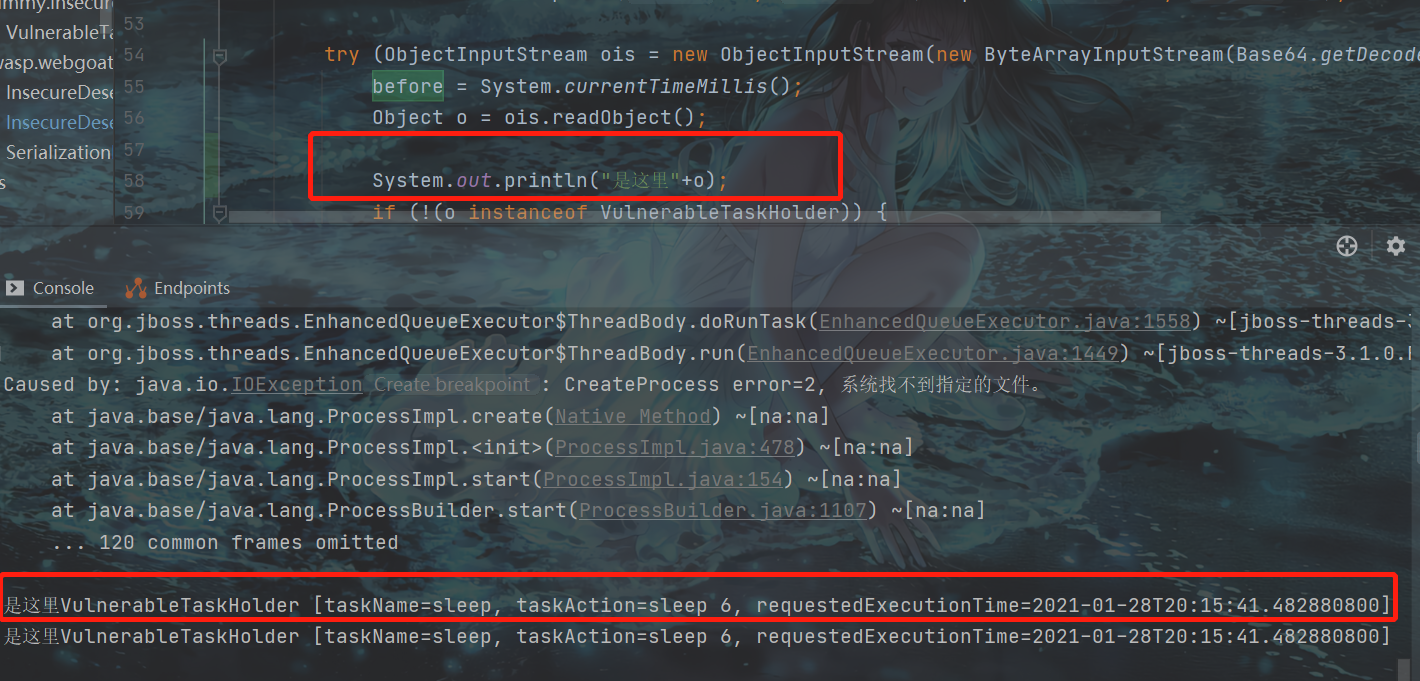 VulnerableTa
wasp.webgoat
InsecureDese
InsecureDese
Serialization
s
53
54 try (ObjectInputStream ois = new ObjectInputStream(new ByteArrayInputStream(Base64.getDecode
55 before = System.currentTimeMillis();
56 Object o = ois.readObject();
57
58 System.out.println("是这里"+o);
59 if (!(o instanceof VulnerableTaskHolder)) {
Console Endpoints
at org.jboss.threads.EnhancedQueueExecutor$ThreadBody.doRunTask(EnhancedQueueExecutor.java:1558) ~[jboss-threads-3
at org.jboss.threads.EnhancedQueueExecutor$ThreadBody.run(EnhancedQueueExecutor.java:1449) ~[jboss-threads-3.1.0.F
Caused by: java.io.IOException Create breakpoint : CreateProcess error=2, 系统找不到指定的文件。
at java.base/java.lang.ProcessImpl.create(Native Method) ~[na:na]
at java.base/java.lang.ProcessImpl.<init>(ProcessImpl.java:478) ~[na:na]
at java.base/java.lang.ProcessImpl.start(ProcessImpl.java:154) ~[na:na]
at java.base/java.lang.ProcessBuilder.start(ProcessBuilder.java:1107) ~[na:na]
... 120 common frames omitted
是这里VulnerableTaskHolder [taskName=sleep, taskAction=sleep 6, requestedExecutionTime=2021-01-28T20:15:41.482880800]
是这里VulnerableTaskHolder [taskName=sleep, taskAction=sleep 6, requestedExecutionTime=2021-01-28T20:15:41.482880800]